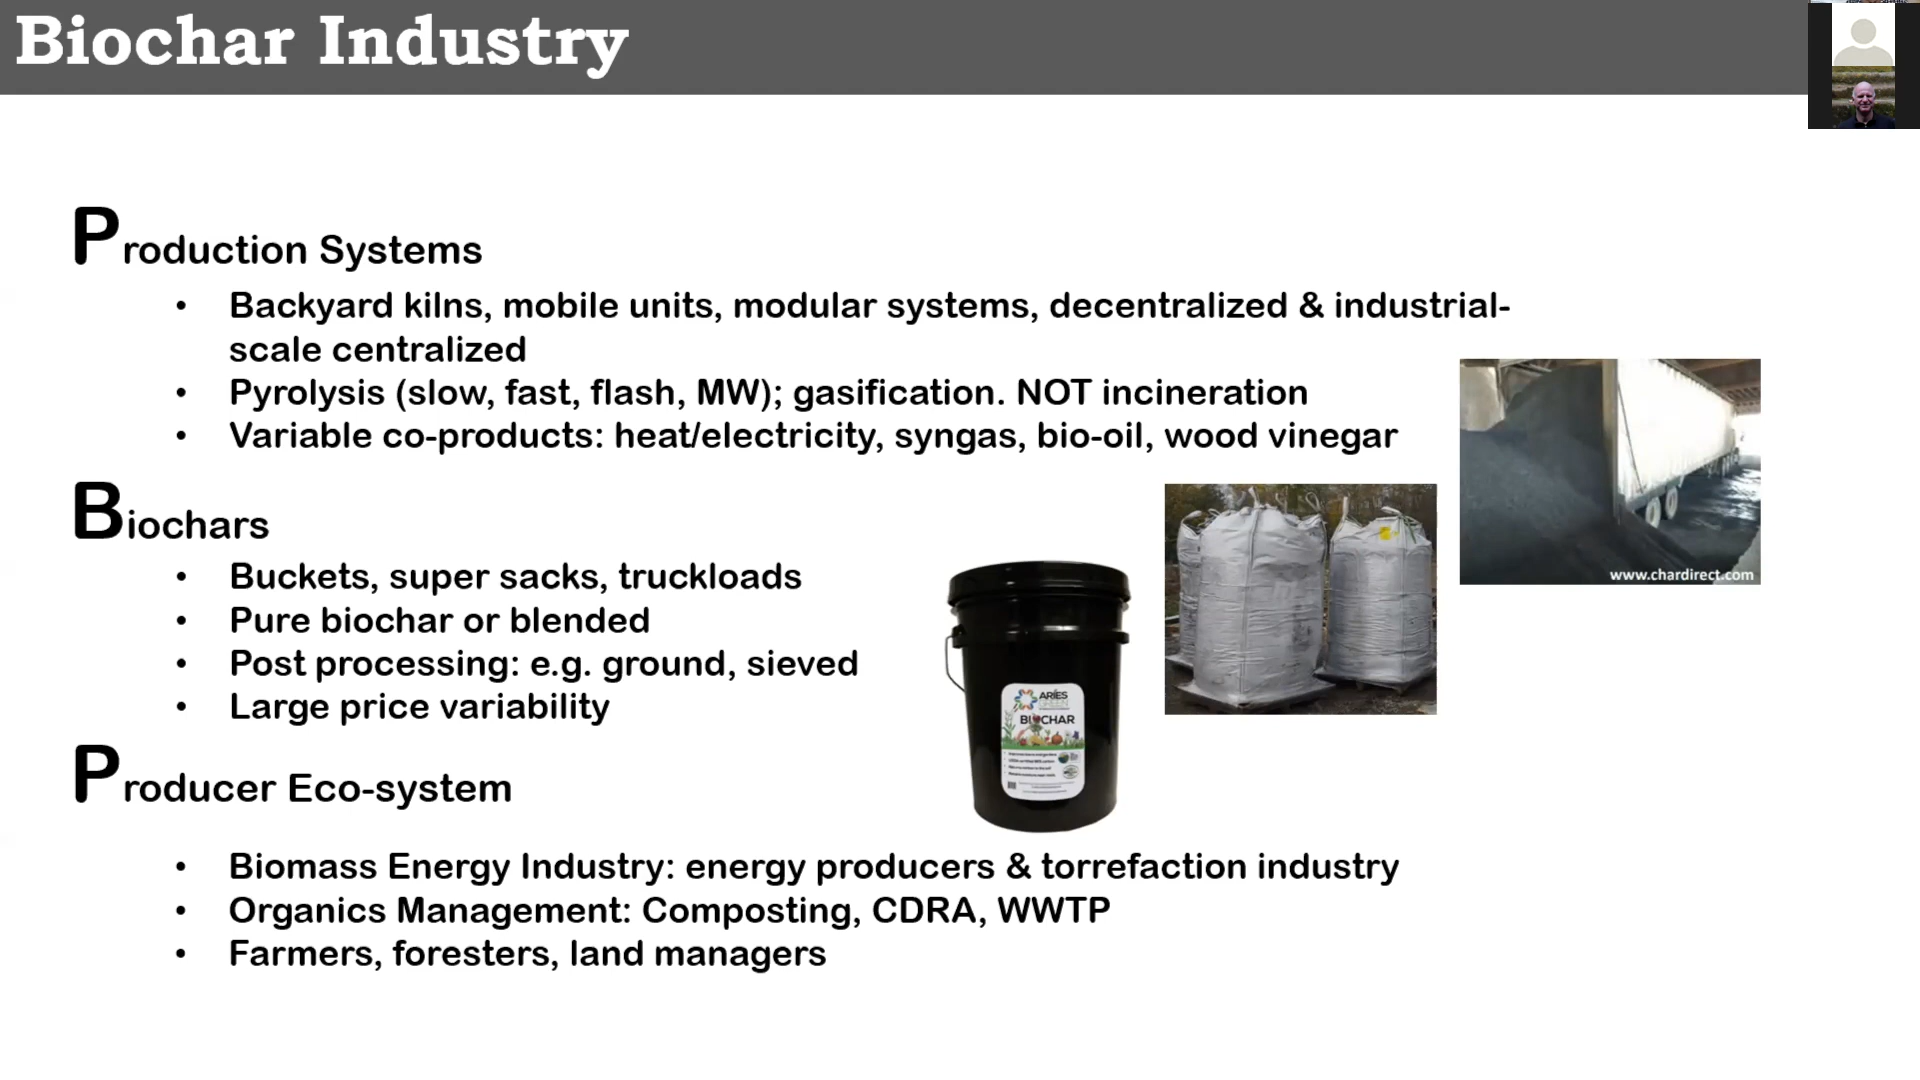 Biochar Industry
Production Systems
• Backyard kilns, mobile units, modular systems, decentralized & industrial-
scale centralized
• Pyrolysis (slow, fast, flash, MW); gasification. NOT incineration
• Variable co-products: heat/electricity, syngas, bio-oil, wood vinegar
www.chardirect.com
Biochars
• Buckets, super sacks, truckloads
• Pure biochar or blended
• Post processing: e.g. ground, sieved
• Large price variability
ARIES
GREEN
BIOCHAR
Producer Eco-system
• Biomass Energy Industry: energy producers & torrefaction industry
• Organics Management: Composting, CDRA, WWTP
• Farmers, foresters, land managers